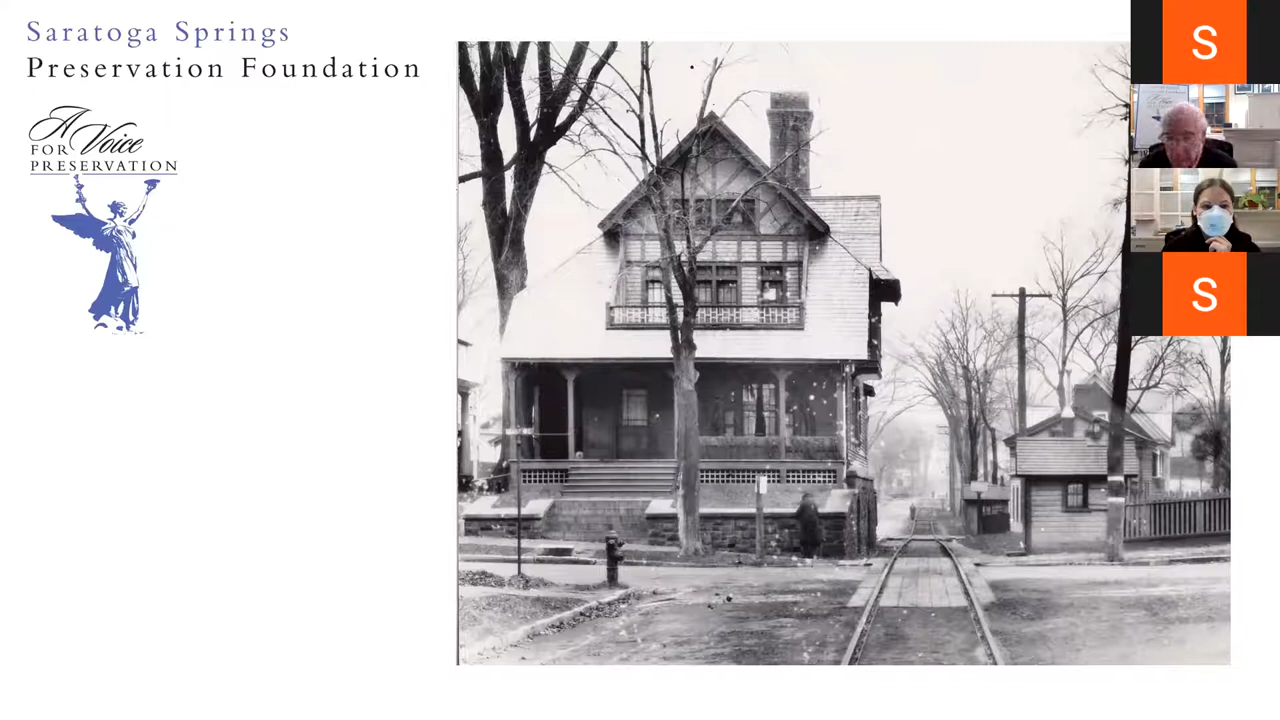 Saratoga Springs
Preservation Foundation
A Voice
FOR
PRESERVATION
S
S